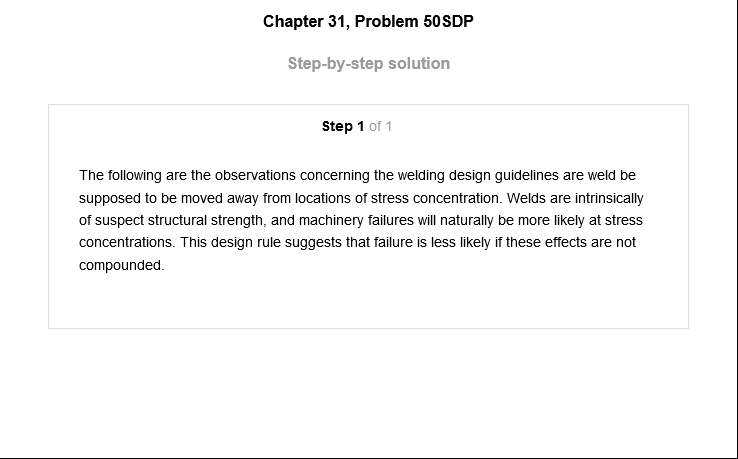 Chapter 31, Problem 50SDP
Step-by-step solution
Step 1 of 1
The following are the observations concerning the welding design guidelines are weld be
supposed to be moved away from locations of stress concentration. Welds are intrinsically
of suspect structural strength, and machinery failures will naturally be more likely at stress
concentrations. This design rule suggests that failure is less likely if these effects are not
compounded.